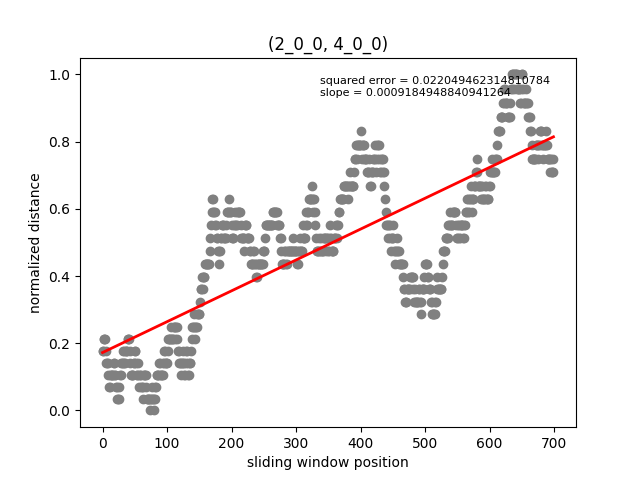 (2_0_0, 4_0_0)
squared error = 0.022049462314810784
slope = 0.0009184948840941264
normalized distance
1.0
0.8
0.6
0.4
0.2
0.0
0 100 200 300 400 500 600 700
sliding window position